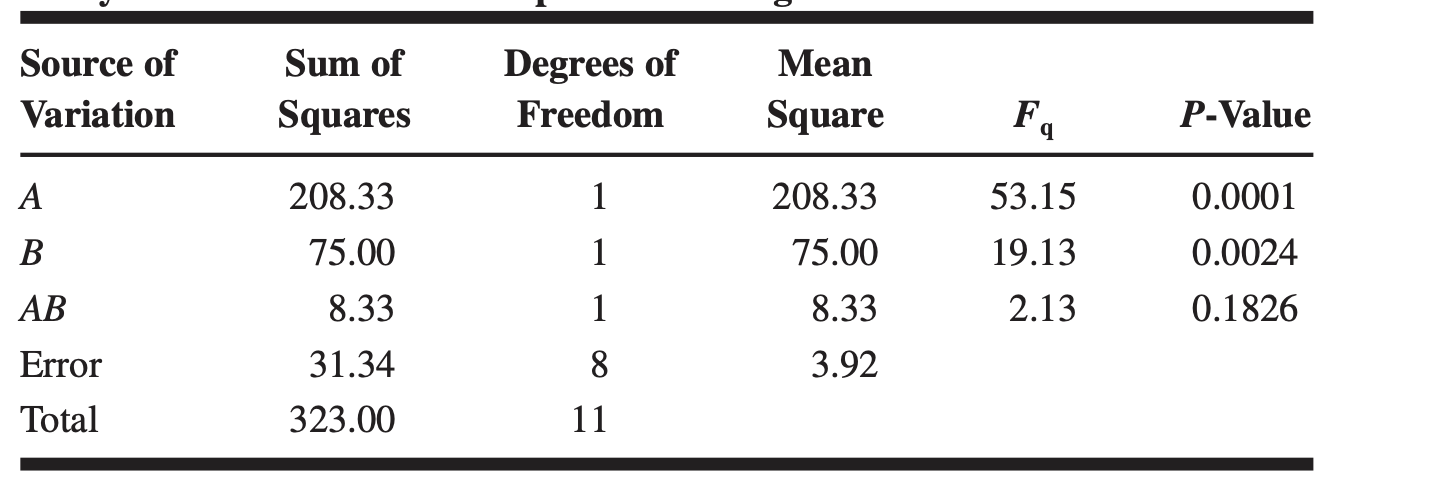 Source of Sum of Degrees of Mean
Variation Squares Freedom Square Fq P-Value
A 208.33 1 208.33 53.15 0.0001
B 75.00 1 75.00 19.13 0.0024
AB 8.33 1 8.33 2.13 0.1826
Error 31.34 8 3.92
Total 323.00 11